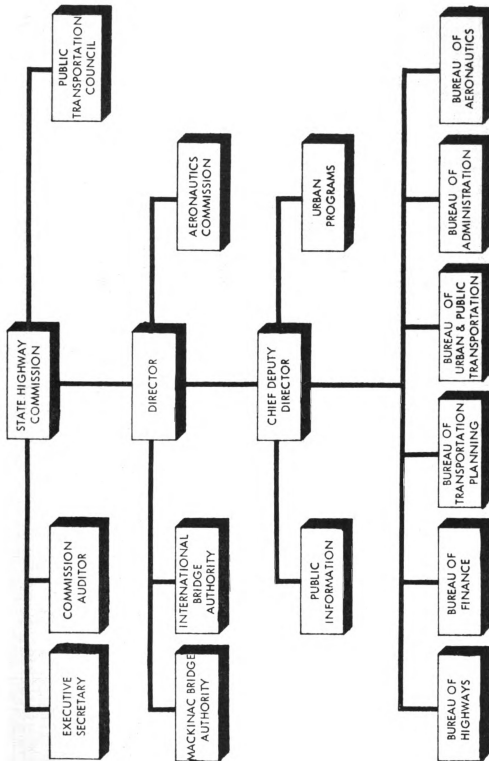 STATE HIGHWAY
COMMISSION
EXECUTIVE
SECRETARY
COMMISSION
AUDITOR
PUBLIC
TRANSPORTATION
COUNCIL
DIRECTOR
MACKINAC BRIDGE
AUTHORITY
INTERNATIONAL
BRIDGE
AUTHORITY
AERONAUTICS
COMMISSION
CHIEF DEPUTY
DIRECTOR
PUBLIC
INFORMATION
URBAN
PROGRAMS
BUREAU OF
HIGHWAYS
BUREAU OF
FINANCE
BUREAU OF
TRANSPORTATION
PLANNING
BUREAU OF
URBAN & PUBLIC
TRANSPORTATION
BUREAU OF
ADMINISTRATION
BUREAU OF
AERONAUTICS